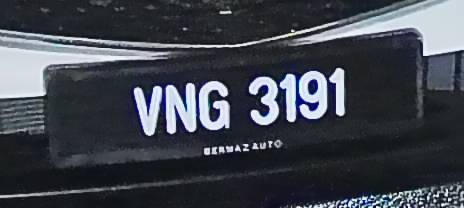 VNG 3191
BERMAZ AUTO